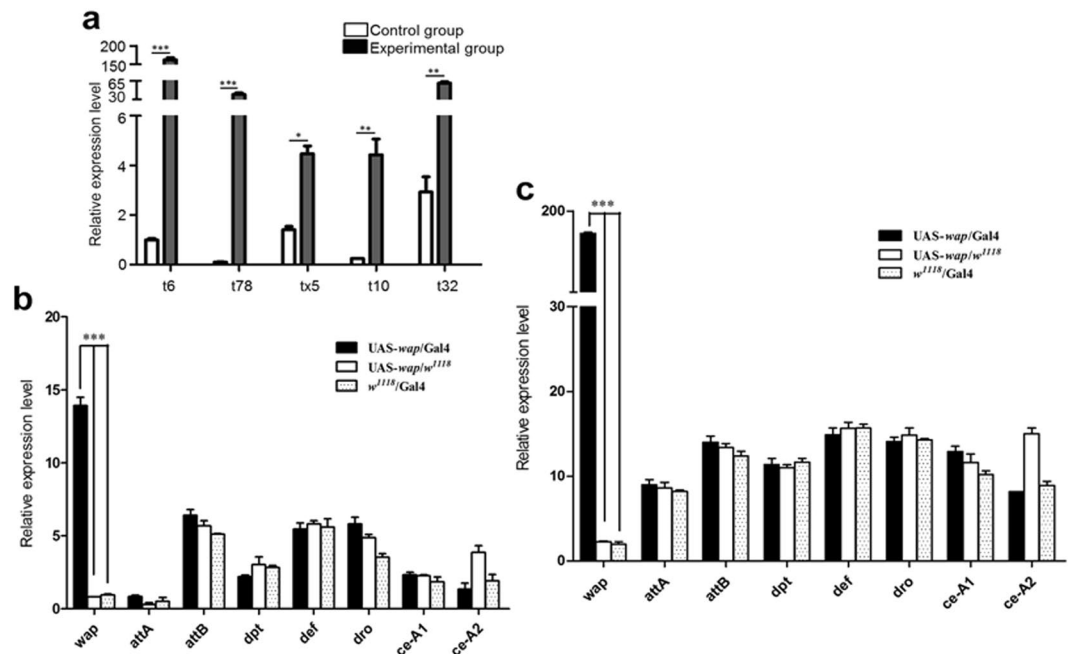 a
Control group
Experimental group
Relative expression level
200
150
65
30
6
4
2
0
***
***
*
**
**
t6
t78
tx5
t10
t32
b
Relative expression level
20
15
10
5
0
***
UAS-wap/Gal4
UAS-wap/w1118
w1118/Gal4
wap
attA
attB
dpt
def
dro
ce-A1
ce-A2
c
Relative expression level
200
30
20
10
0
***
UAS-wap/Gal4
UAS-wap/w1118
w1118/Gal4
wap
attA
attB
dpt
def
dro
ce-A1
ce-A2